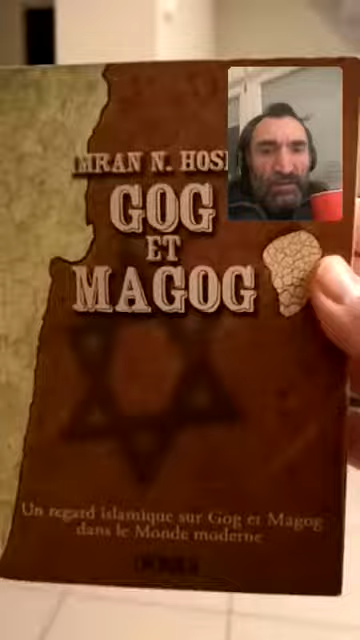 MRAN N. HOS
GOG
ET
MAGOG
Un regard islamique sur Gog et Magog
dans le Monde moderne